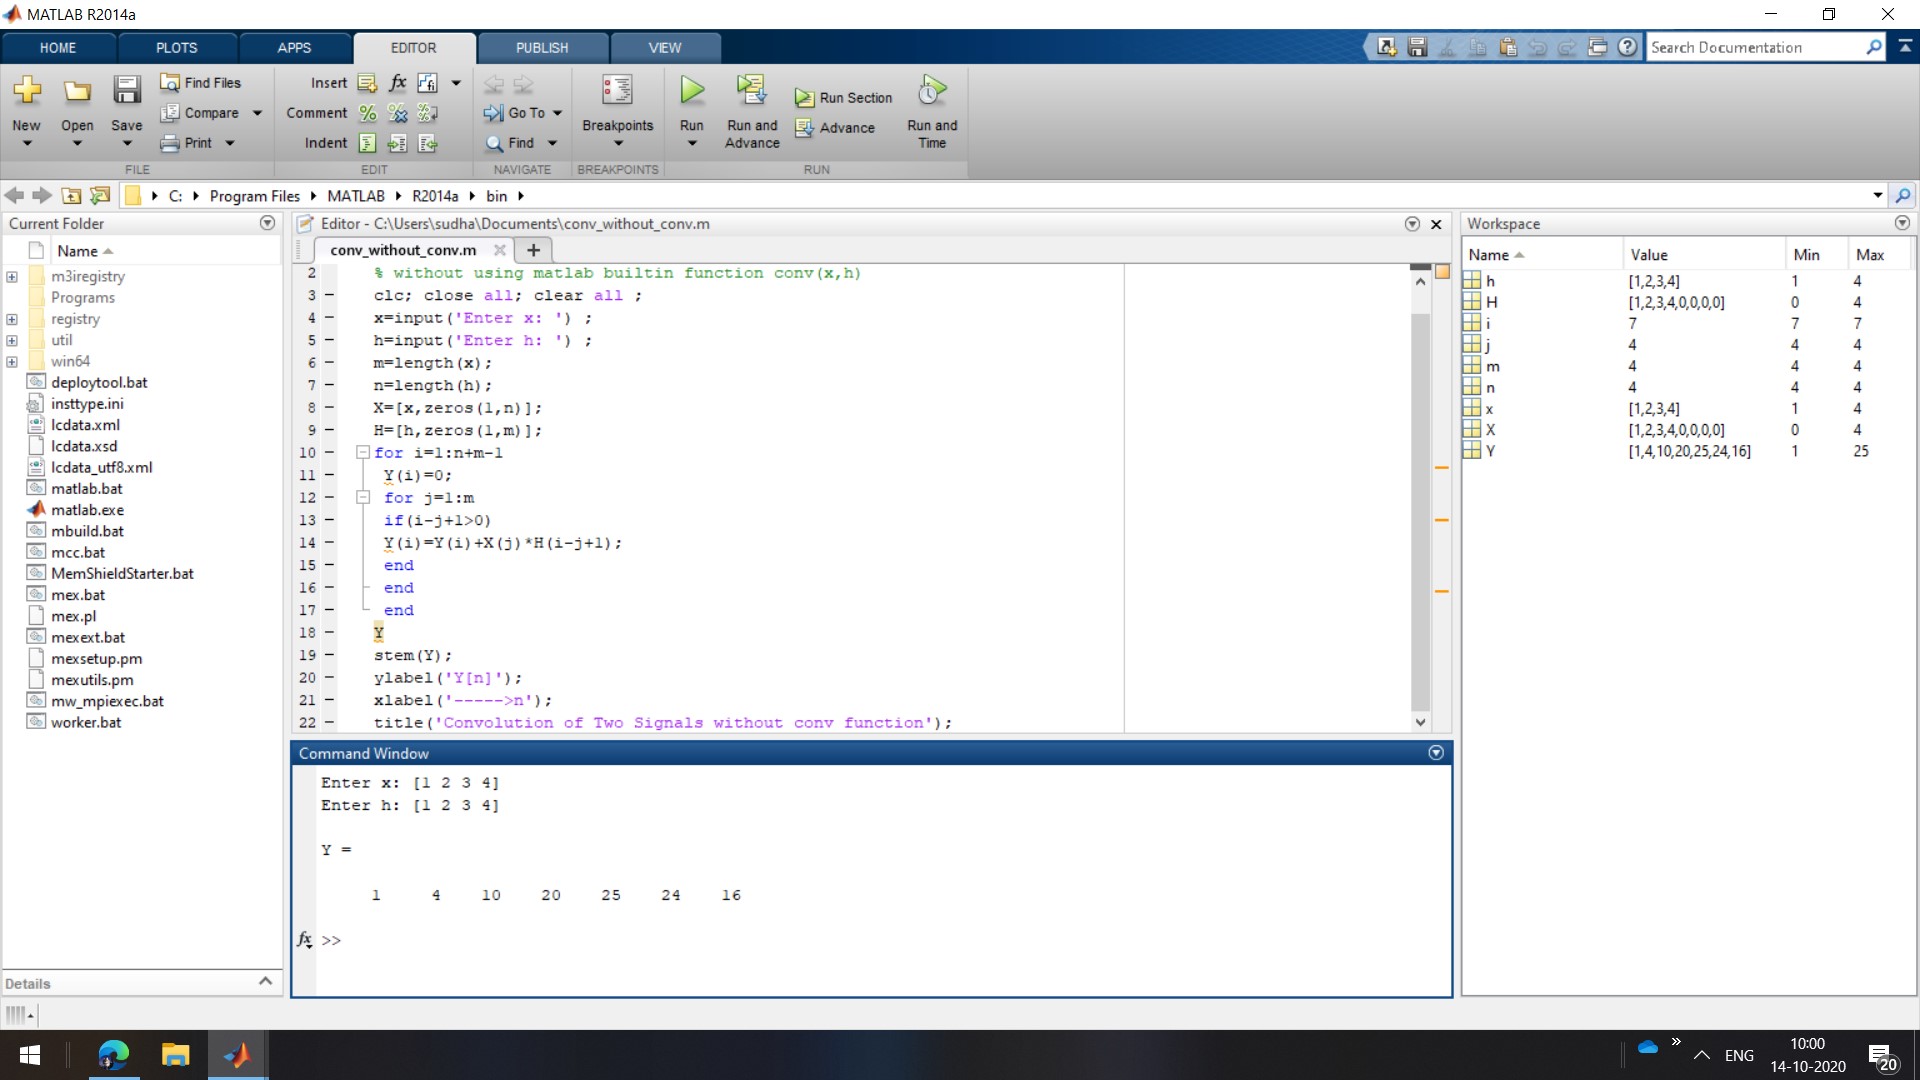 MATLAB R2014a
HOME PLOTS APPS EDITOR PUBLISH VIEW
Search Documentation
New Open Save
Find Files
Compare
Print
FILE
Insert fx
Comment
Indent
EDIT
Go To
Find
NAVIGATE
Breakpoints
BREAKPOINTS
Run
Run and Advance
Run Section
Advance
Run and Time
RUN
C: Program Files MATLAB R2014a bin
Current Folder
Name
m3iregistry
Programs
registry
util
win64
deploytool.bat
insttype.ini
lcdata.xml
lcdata.xsd
lcdata_utf8.xml
matlab.bat
matlab.exe
mbuild.bat
mcc.bat
MemShieldStarter.bat
mex.bat
mex.pl
mexext.bat
mexsetup.pm
mexutils.pm
mw_mpiexec.bat
worker.bat
Details
Editor - C:\Users\sudha\Documents\conv_without_conv.m
conv_without_conv.m
2 % without using matlab builtin function conv(x,h)
3 - clc; close all; clear all ;
4 - x=input('Enter x: ') ;
5 - h=input('Enter h: ') ;
6 - m=length(x);
7 - n=length(h);
8 - X=[x,zeros(1,n)];
9 - H=[h,zeros(1,m)];
10 - for i=1:n+m-1
11 - Y(i)=0;
12 - for j=1:m
13 - if(i-j+1>0)
14 - Y(i)=Y(i)+X(j)*H(i-j+1);
15 - end
16 - end
17 - end
18 - Y
19 - stem(Y);
20 - ylabel('Y[n]');
21 - xlabel('----->n');
22 - title('Convolution of Two Signals without conv function');
Command Window
Enter x: [1 2 3 4]
Enter h: [1 2 3 4]
Y =
1 4 10 20 25 24 16
fx >>
Workspace
Name Value Min Max
h [1,2,3,4] 1 4
H [1,2,3,4,0,0,0,0] 0 4
i 7 7 7
j 4 4 4
m 4 4 4
n 4 4 4
x [1,2,3,4] 1 4
X [1,2,3,4,0,0,0,0] 0 4
Y [1,4,10,20,25,24,16] 1 25
ENG
10:00
14-10-2020
20